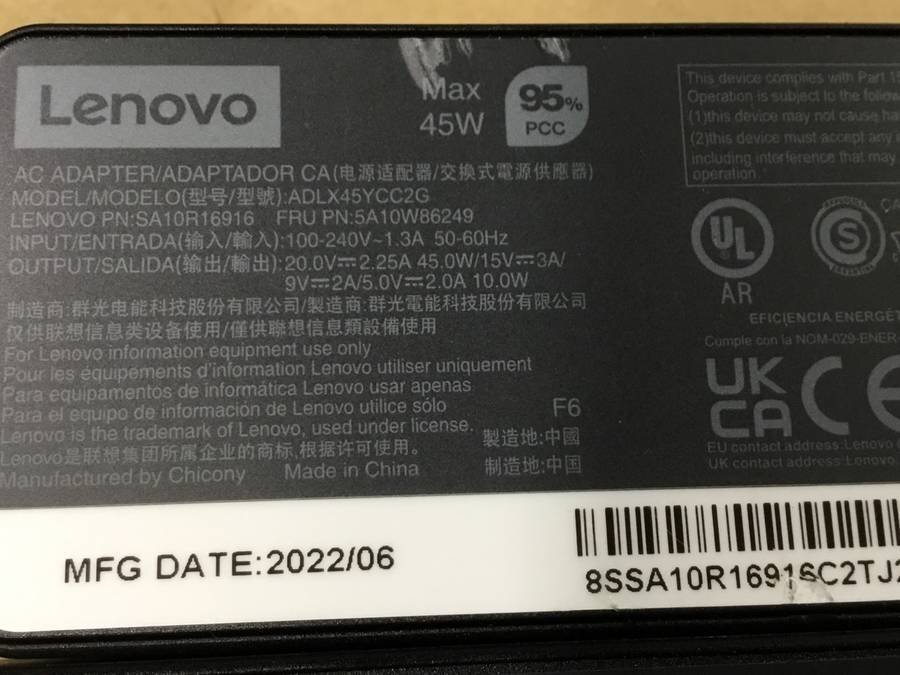 Lenovo
Max
45W
95%
PCC
AC ADAPTER/ADAPTADOR CA(电源适配器/交換式電源供應器)
MODEL/MODELO(型号/型號):ADLX45YCC2G
LENOVO PN:SA10R16916 FRU PN:5A10W86249
INPUT/ENTRADA(输入/輸入):100-240V~1.3A 50-60Hz
OUTPUT/SALIDA(输出/輸出):20.0V⎓2.25A 45.0W/15V⎓3A/
9V⎓2A/5.0V⎓2.0A 10.0W
制造商:群光电能科技股份有限公司/製造商:群光電能科技股份有限公司
仅供联想信息类设备使用/僅供聯想信息類設備使用
For Lenovo information equipment use only
Pour les équipements d'information Lenovo utiliser uniquement
Para equipamentos de informática Lenovo usar apenas
Para el equipo de información de Lenovo utilice sólo
Lenovo is the trademark of Lenovo, used under license.
Lenovo是联想集团所属企业的商标,根据许可使用。
Manufactured by Chicony Made in China
F6
製造地:中國
制造地:中国
This device complies with Part 15
Operation is subject to the
(1)this device may not cause
(2)this device must accept any
including interference that may
operation.
UL
S
AR
EFICIENCIA
Cumple con la NOM-029-ENER
UK
CA
CE
EU contact address:Lenovo
UK contact address:Lenovo
MFG DATE:2022/06
8SSA10R16916C2TJ2